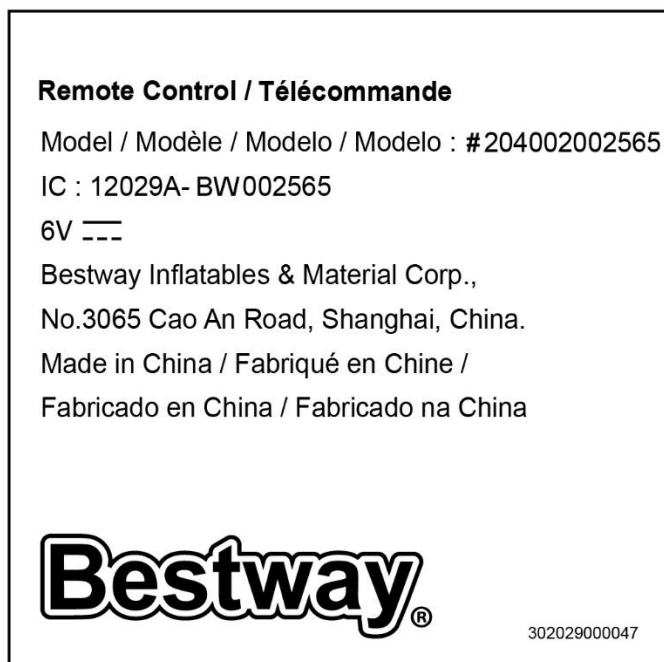 Remote Control / Télécommande
Model / Modèle / Modelo / Modelo : #204002002565
IC : 12029A- BW002565
6V
Bestway Inflatables & Material Corp.,
No.3065 Cao An Road, Shanghai, China.
Made in China / Fabriqué en Chine /
Fabricado en China / Fabricado na China
Bestway®
302029000047